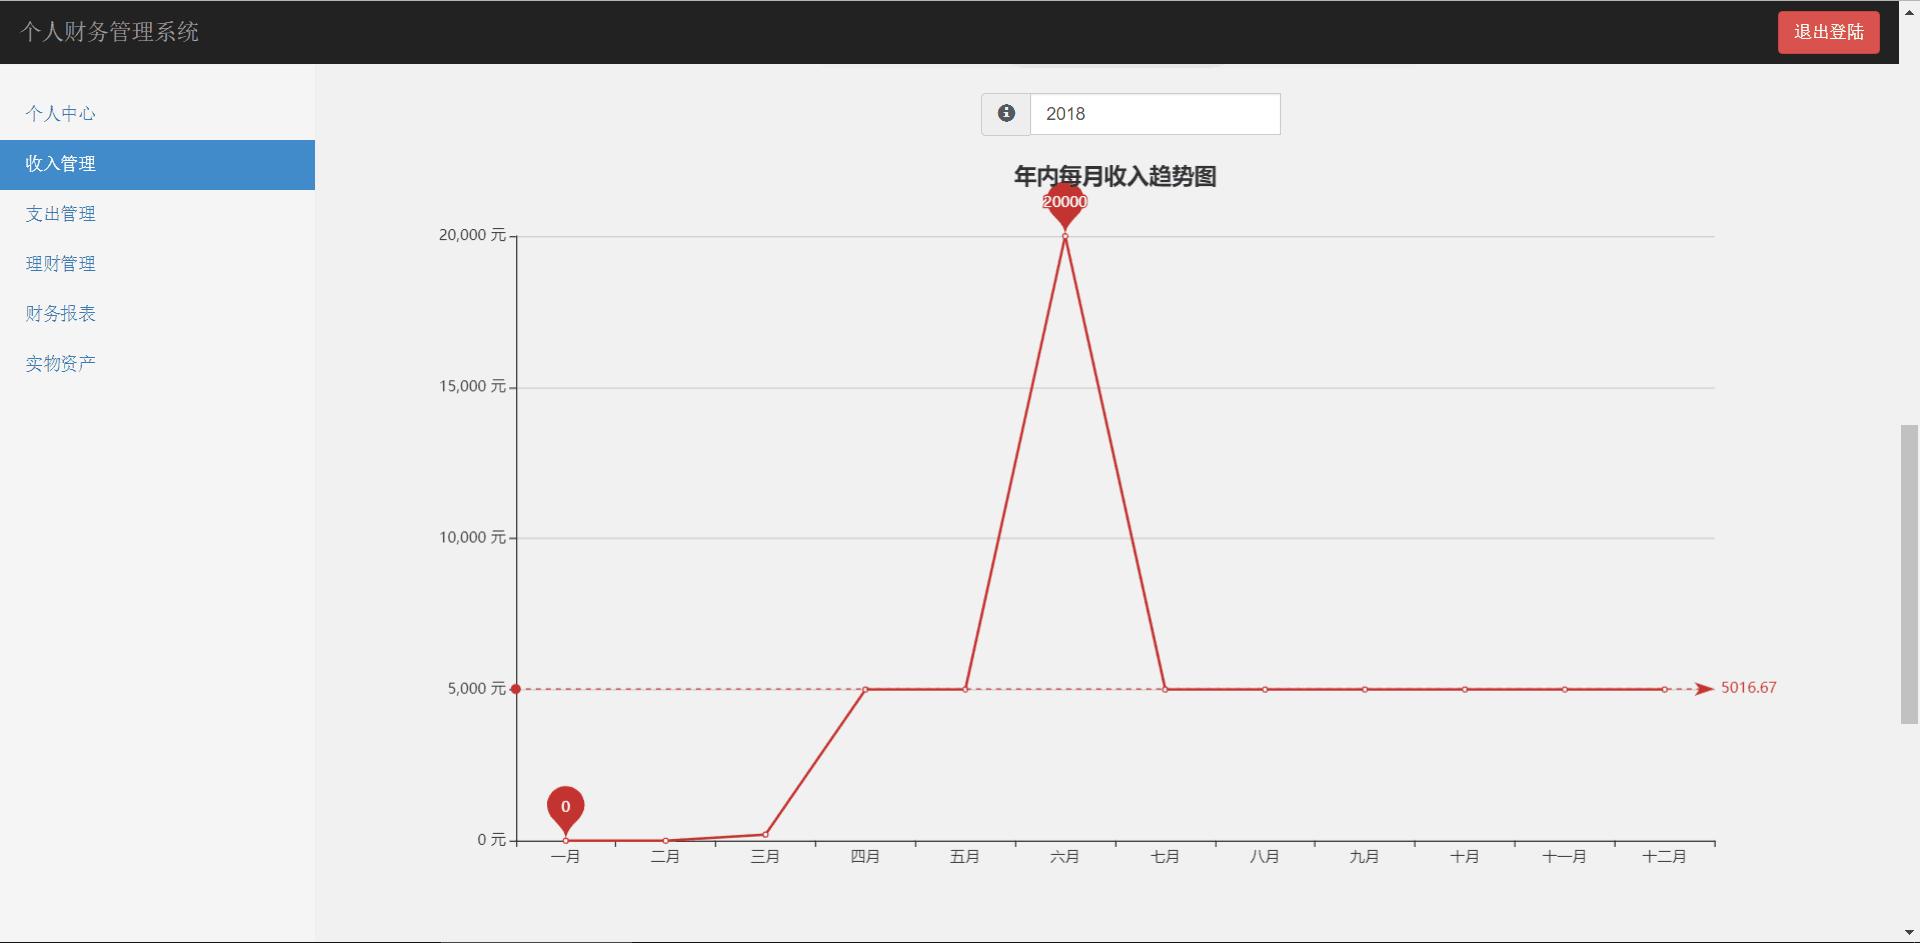 个人财务管理系统
退出登陆
个人中心
收入管理
支出管理
理财管理
财务报表
实物资产
2018
年内每月收入趋势图
20000
20,000 元
15,000 元
10,000 元
5,000 元
5016.67
0
0 元
一月 二月 三月 四月 五月 六月 七月 八月 九月 十月 十一月 十二月